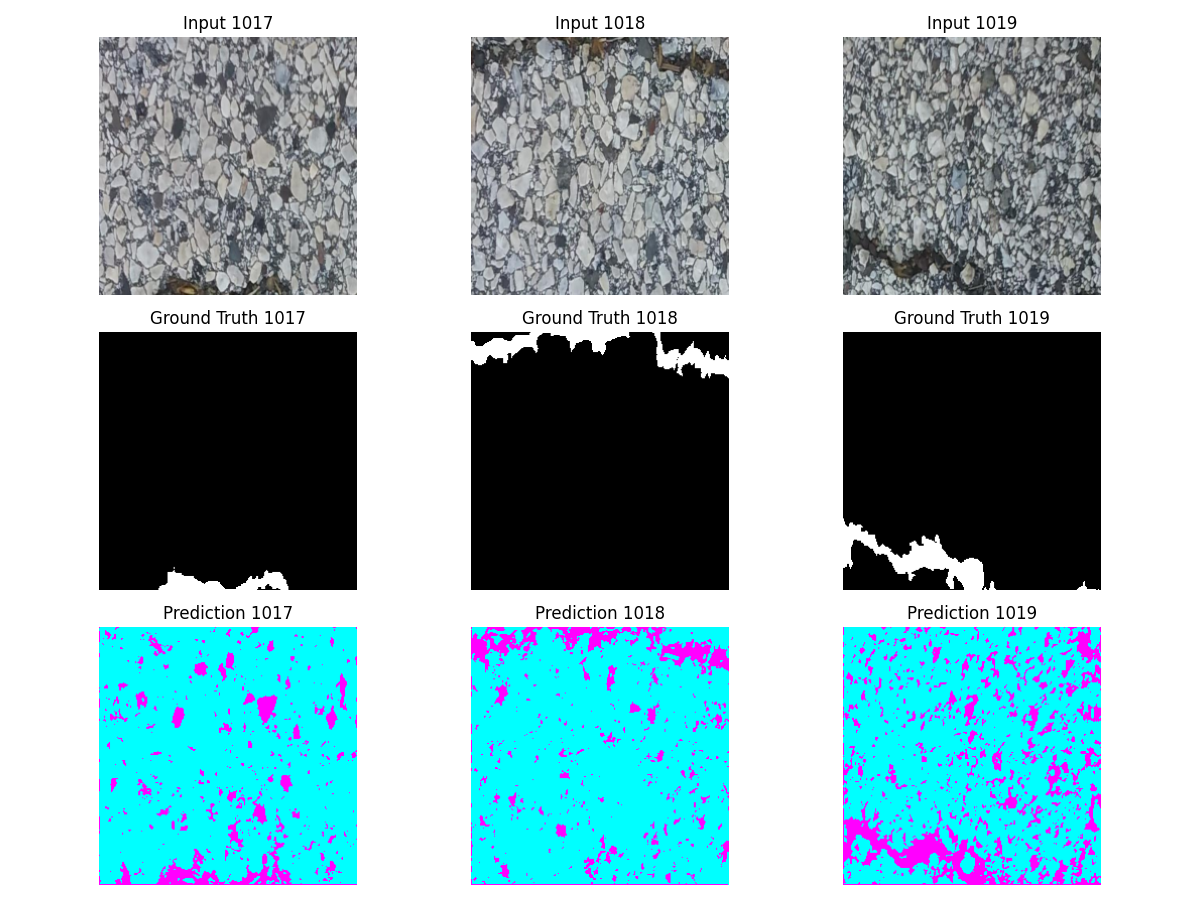 Input 1017
Input 1018
Input 1019
Ground Truth 1017
Ground Truth 1018
Ground Truth 1019
Prediction 1017
Prediction 1018
Prediction 1019